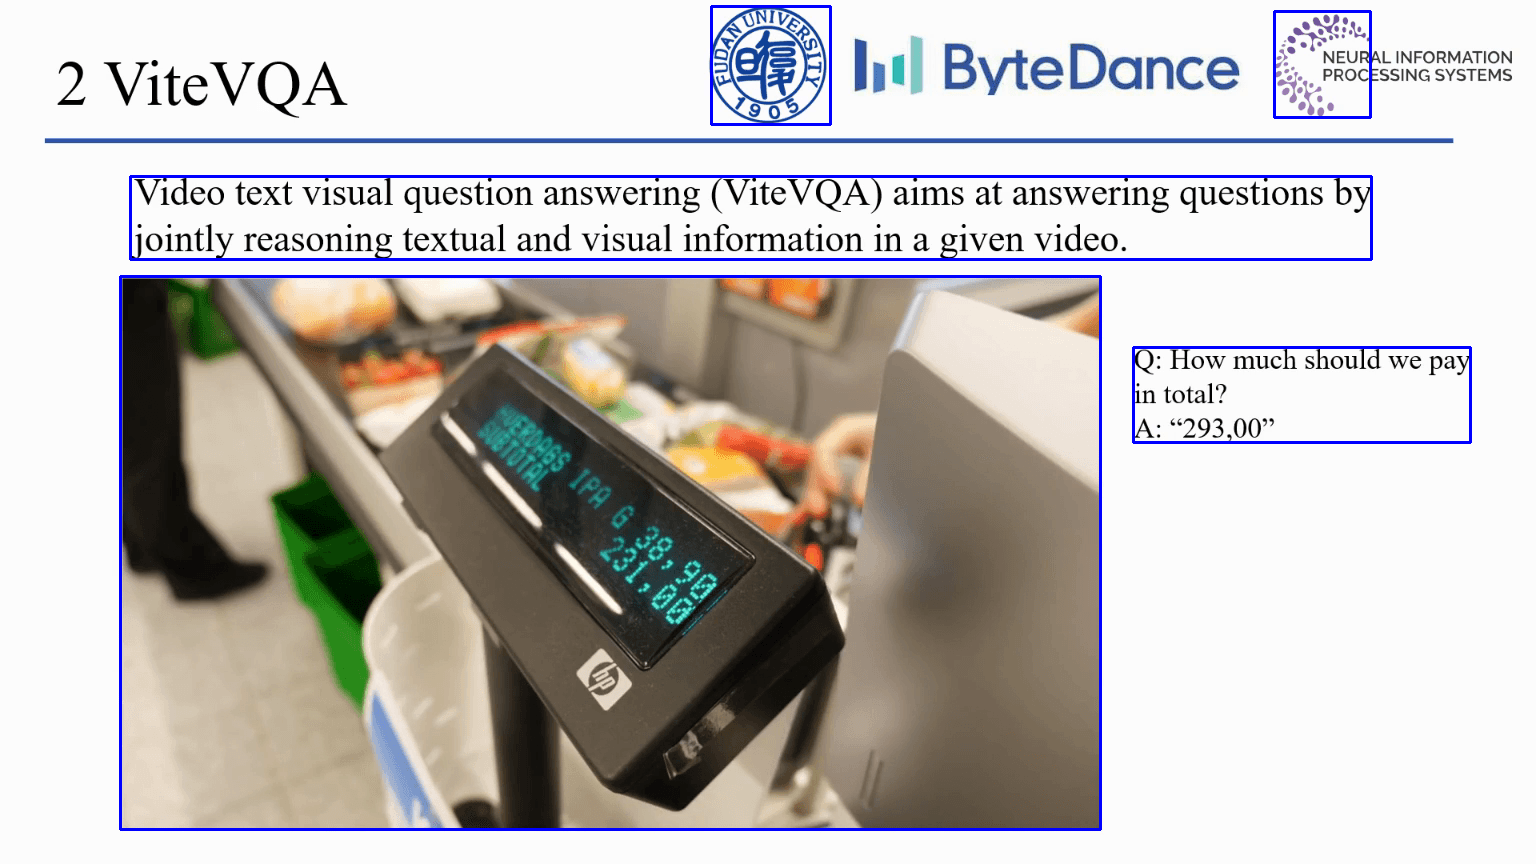 2 ViteVQA
FUDAN UNIVERSITY
1905
ByteDance
NEURAL INFORMATION
PROCESSING SYSTEMS
Video text visual question answering (ViteVQA) aims at answering questions by
jointly reasoning textual and visual information in a given video.
Q: How much should we pay
in total?
A: “293,00”
IPA G 38,90
SUBTOTAL 231,00
hp